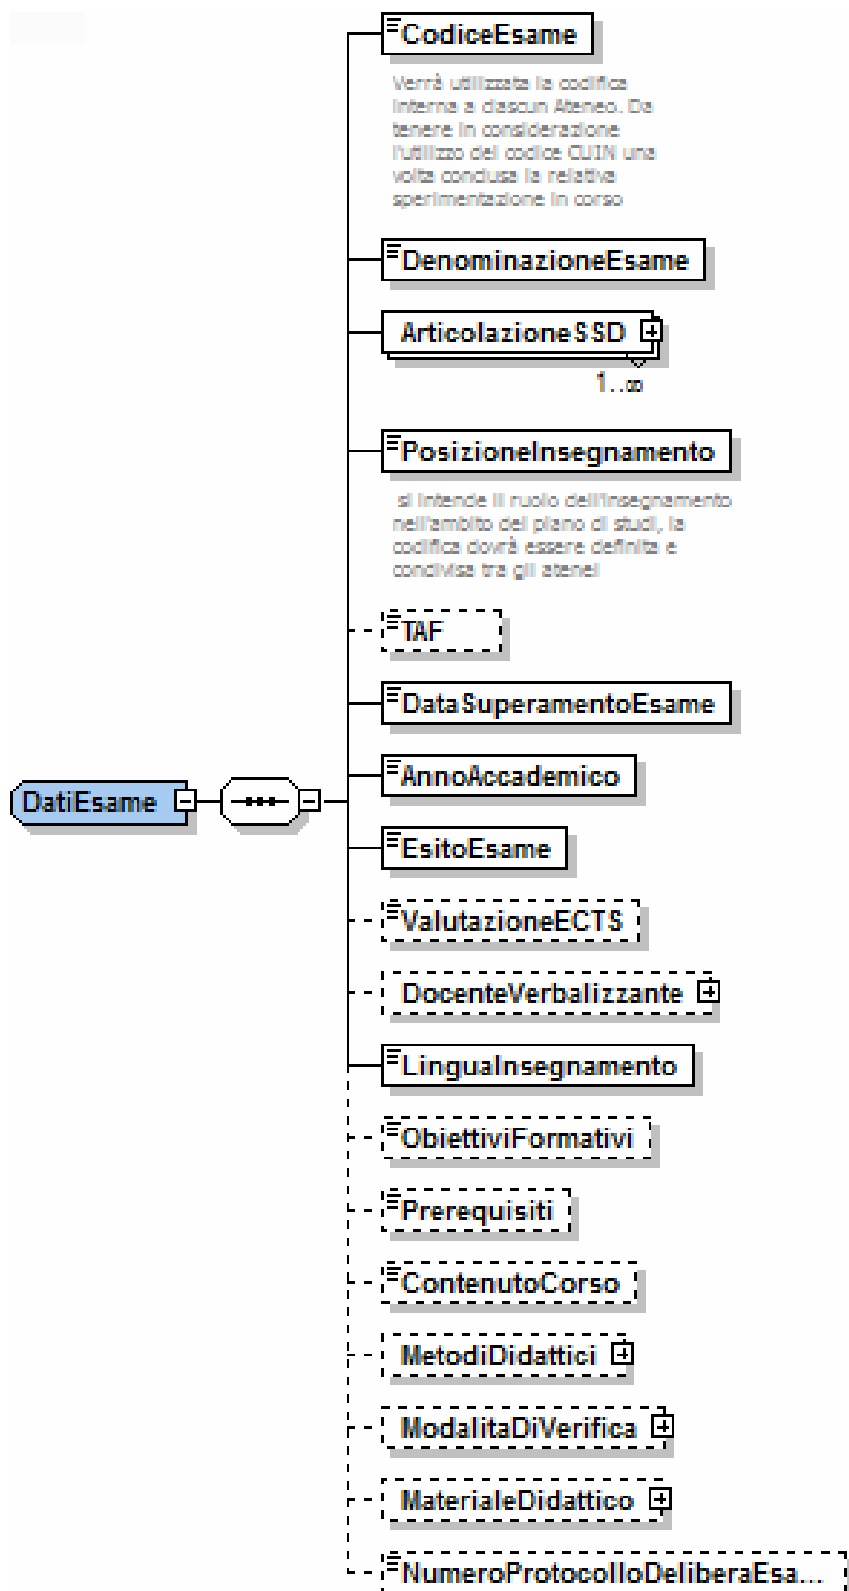 CodiceEsame
Verrà utilizzata la codifica
interna a ciascun Ateneo. Da
tenere in considerazione
l'utilizzo del codice CUIN una
volta conclusa la relativa
sperimentazione in corso
DenominazioneEsame
ArticolazioneSSD
1..∞
PosizioneInsegnamento
si intende il ruolo dell'insegnamento
nell'ambito del piano di studi, la
codifica dovrà essere definita e
condivisa tra gli atenei
TAF
DataSuperamentoEsame
AnnoAccademico
DatiEsame
EsitoEsame
ValutazioneECTS
DocenteVerbalizzante
LinguaInsegnamento
ObiettiviFormativi
Prerequisiti
ContenutoCorso
MetodiDidattici
ModalitaDiVerifica
MaterialeDidattico
NumeroProtocolloDeliberaEsa...